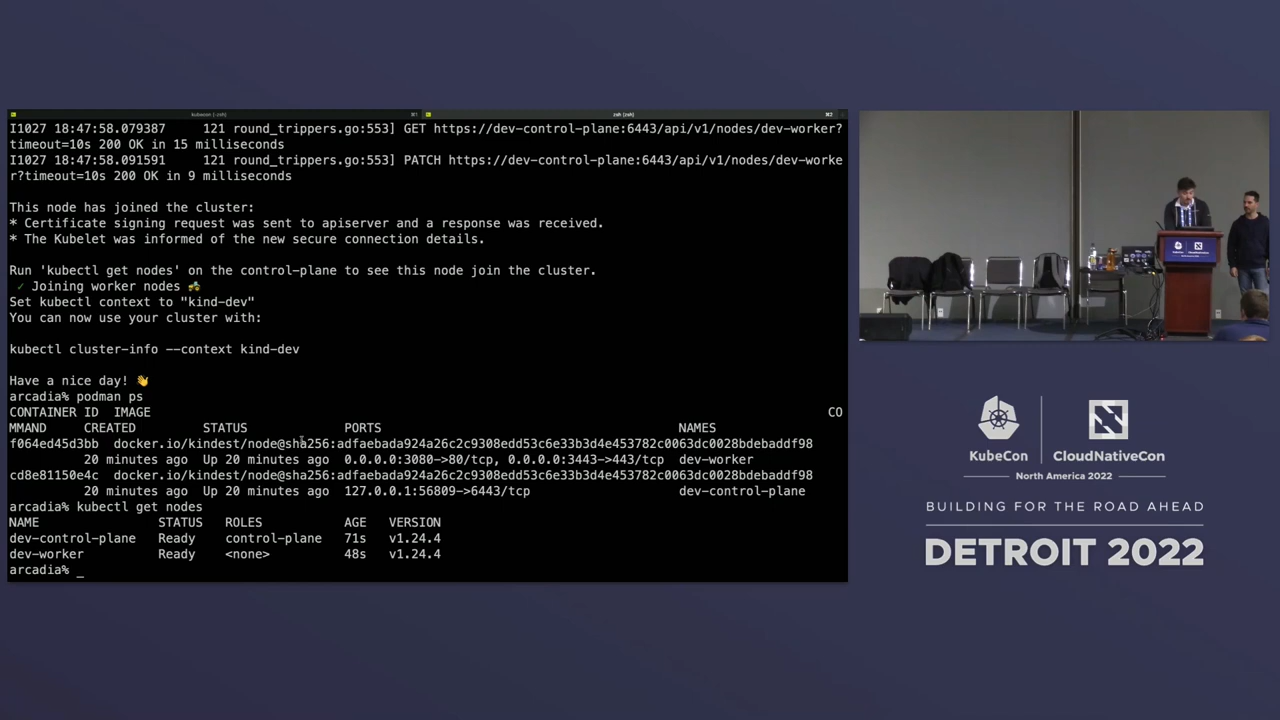 kubecon (-zsh) ⌘1 zsh (zsh) ⌘2
I1027 18:47:58.079387     121 round_trippers.go:553] GET https://dev-control-plane:6443/api/v1/nodes/dev-worker?
timeout=10s 200 OK in 15 milliseconds
I1027 18:47:58.091591     121 round_trippers.go:553] PATCH https://dev-control-plane:6443/api/v1/nodes/dev-worke
r?timeout=10s 200 OK in 9 milliseconds
This node has joined the cluster:
* Certificate signing request was sent to apiserver and a response was received.
* The Kubelet was informed of the new secure connection details.
Run 'kubectl get nodes' on the control-plane to see this node join the cluster.
✓ Joining worker nodes 🚜
Set kubectl context to "kind-dev"
You can now use your cluster with:
kubectl cluster-info --context kind-dev
Have a nice day! 👋
arcadia% podman ps
CONTAINER ID  IMAGE                                                                                           CO
MMAND     CREATED         STATUS             PORTS                                        NAMES
f064ed45d3bb  docker.io/kindest/node@sha256:adfaebada924a26c2c9308edd53c6e33b3d4e453782c0063dc0028bdebaddf98
          20 minutes ago  Up 20 minutes ago  0.0.0.0:3080->80/tcp, 0.0.0.0:3443->443/tcp  dev-worker
cd8e81150e4c  docker.io/kindest/node@sha256:adfaebada924a26c2c9308edd53c6e33b3d4e453782c0063dc0028bdebaddf98
          20 minutes ago  Up 20 minutes ago  127.0.0.1:56809->6443/tcp                    dev-control-plane
arcadia% kubectl get nodes
NAME                STATUS   ROLES           AGE   VERSION
dev-control-plane   Ready    control-plane   71s   v1.24.4
dev-worker          Ready    <none>          48s   v1.24.4
arcadia% _
KubeCon CloudNativeCon
North America 2022
BUILDING FOR THE ROAD AHEAD
DETROIT 2022